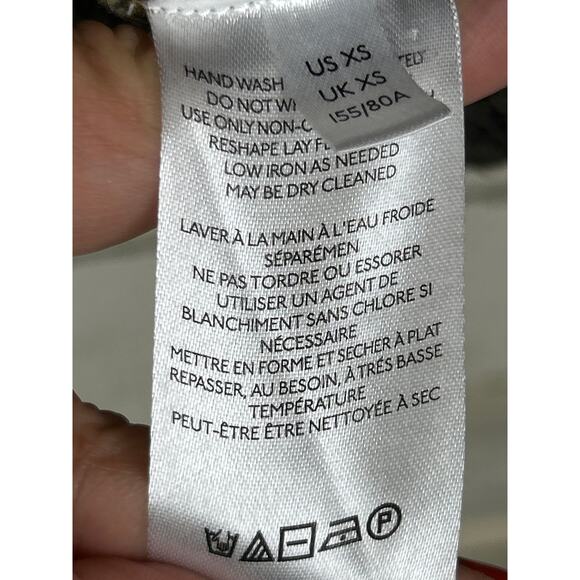 US XS
UK XS
155/80A
HAND WASH
DO NOT
USE ONLY NON-
RESHAPE LAY
LOW IRON AS NEEDED
MAY BE DRY CLEANED
LAVER À LA MAIN À L'EAU FROIDE
SÉPARÉMEN
NE PAS TORDRE OU ESSORER
UTILISER UN AGENT DE
BLANCHIMENT SANS CHLORE SI
NÉCESSAIRE
METTRE EN FORME ET SECHER À PLAT
REPASSER, AU BESOIN, À TRÉS BASSE
TEMPÉRATURE
PEUT-ÊTRE ÊTRE NETTOYÉE À SEC
P